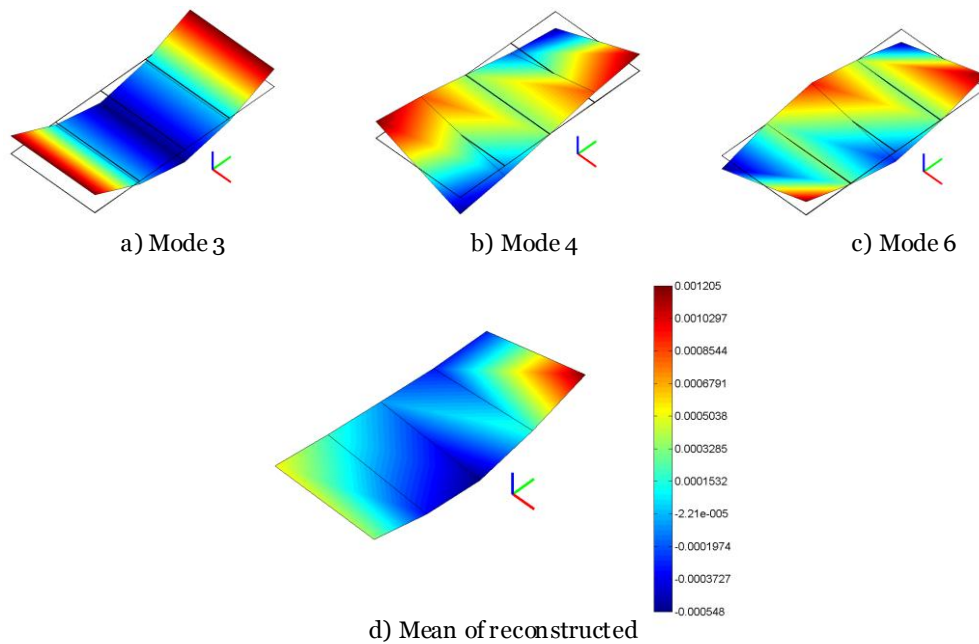 a) Mode 3
b) Mode 4
c) Mode 6
0.001205
0.0010297
0.0008544
0.0006791
0.0005038
0.0003285
0.0001532
-2.21e-005
-0.0001974
-0.0003727
-0.000548
d) Mean of reconstructed